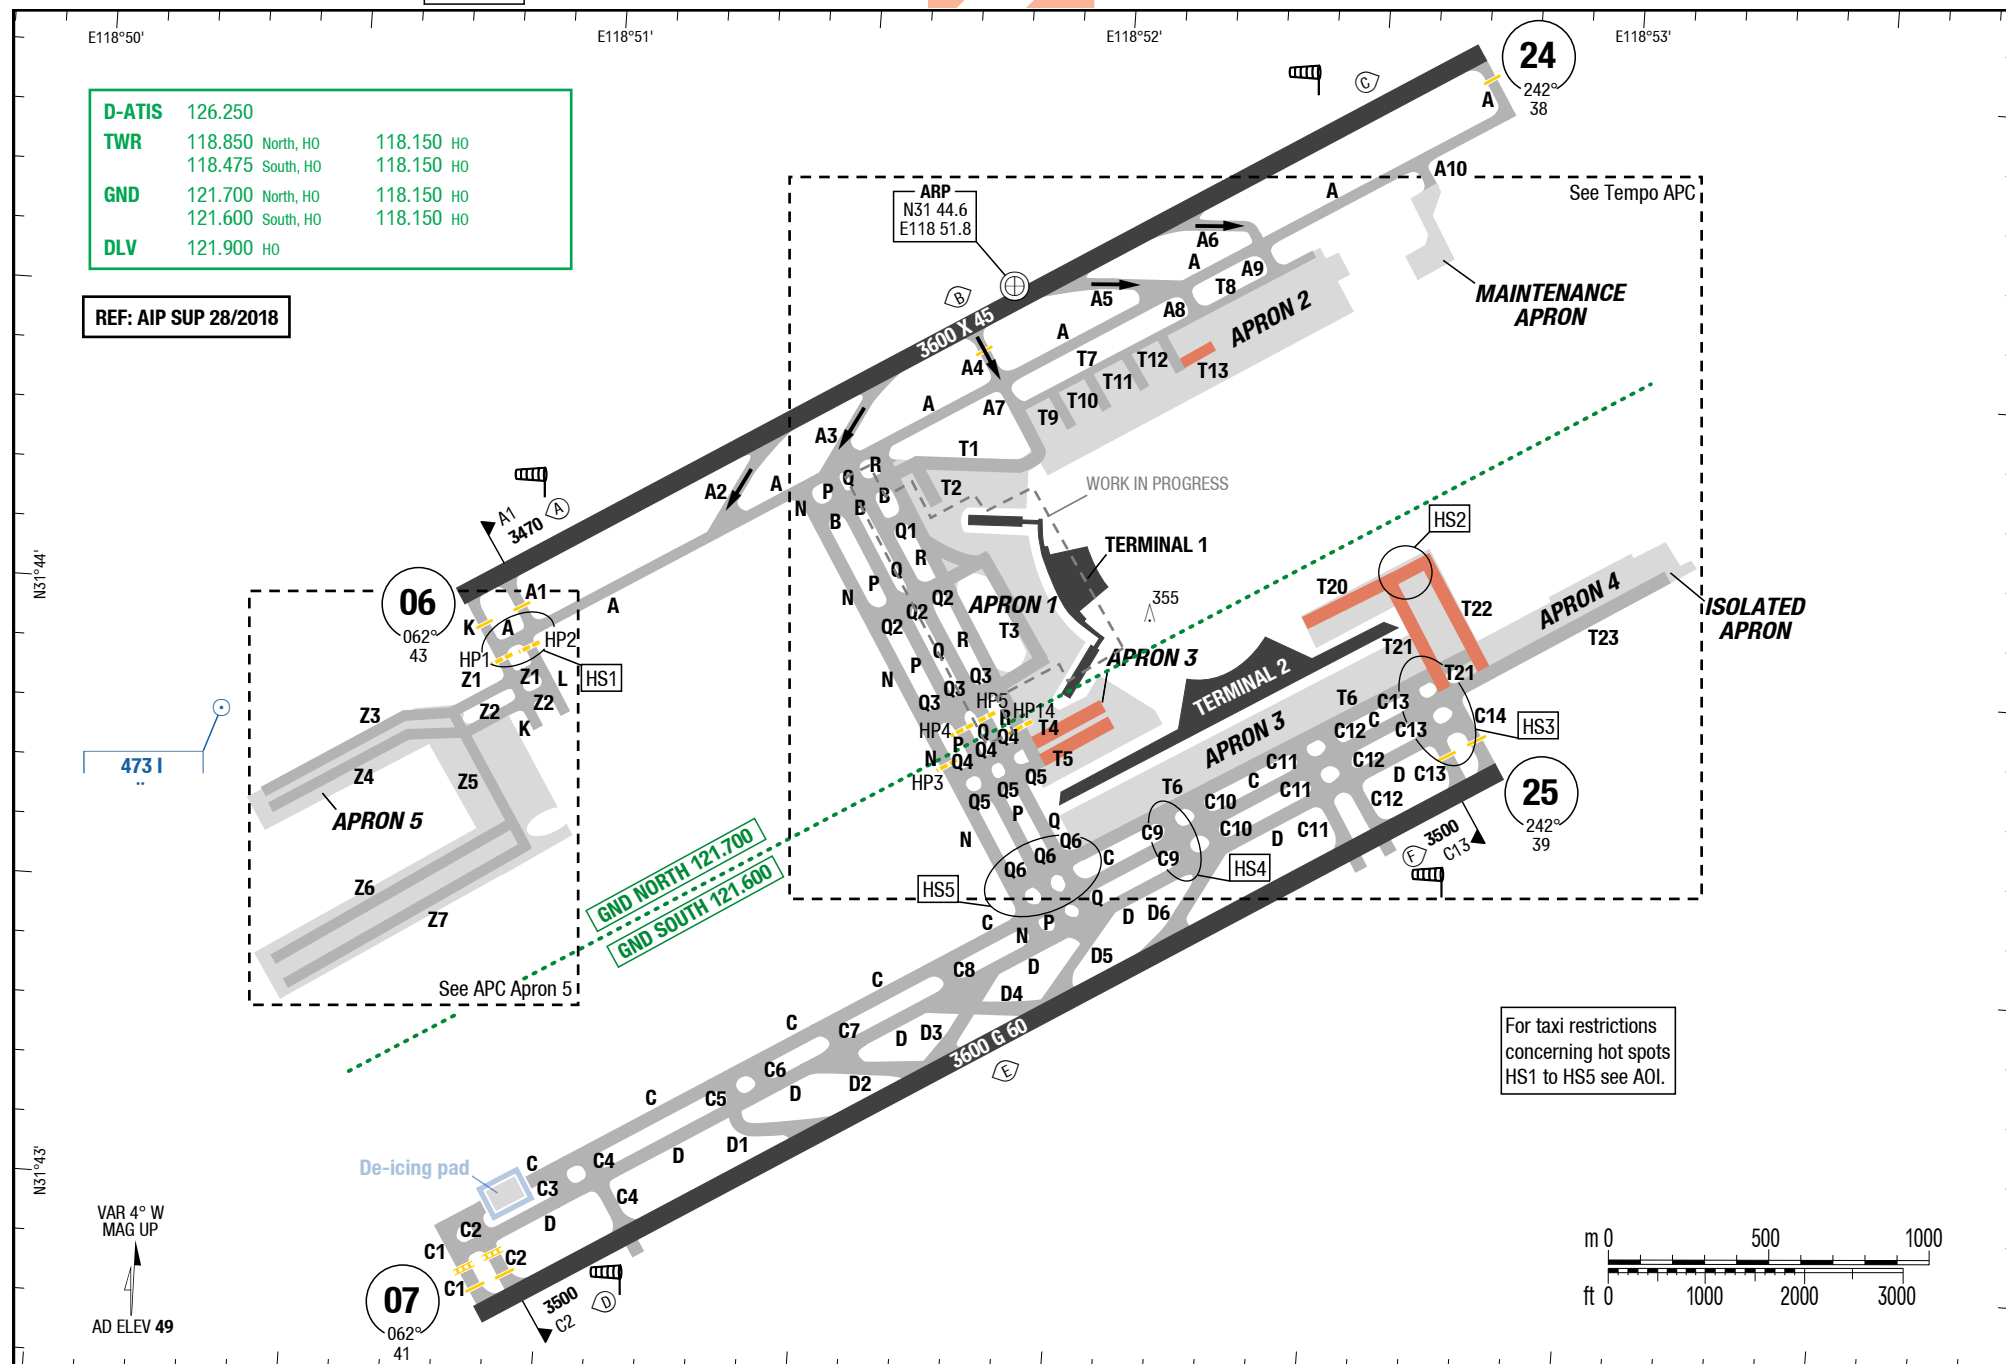 E118°50'
E118°51'
E118°52'
E118°53'
D-ATIS 126.250
TWR 118.850 North, HO 118.150 HO
118.475 South, HO 118.150 HO
GND 121.700 North, HO 118.150 HO
121.600 South, HO 118.150 HO
DLV 121.900 HO
REF: AIP SUP 28/2018
24
242°
38
C
A
A10
A
See Tempo APC
ARP
N31 44.6
E118 51.8
A6
A
A9
T8
A5
A8
MAINTENANCE
APRON
APRON 2
B
3600 X 45
A
A4
T7
T12
T11
T13
T10
A
A7
T9
A3
T1
R
Q
A
A2
P
B
T2
WORK IN PROGRESS
N
B
B
Q1
A1
3470
A
HS2
TERMINAL 1
R
Q
P
N
Q2
Q2
Q2
APRON 1
T3
R
355
N31°44'
06
062°
43
A1
K
A
HP2
HP1
HS1
A
Z1
Z1
L
Z2
Z2
K
Z3
Z4
Z5
APRON 5
Z6
Z7
See APC Apron 5
473 I
T20
T22
APRON 4
ISOLATED
APRON
T23
T21
T21
Q
P
N
Q3
Q3
Q3
APRON 3
HP5
HP14
R
HP4
Q
Q4
T4
P
Q4
Q4
N
HP3
T5
Q5
Q5
Q5
TERMINAL 2
APRON 3
T6
C13
C
C12
C13
C14
HS3
C12
D
C13
C12
C11
C
C11
C11
T6
C10
C10
D
C9
C9
HS4
25
242°
39
3500
C13
F
P
Q
N
Q6
Q6
Q6
C
HS5
Q
D
D6
C
P
N
D5
GND NORTH 121.700
GND SOUTH 121.600
C8
D
C
D4
C
C7
D
D3
3600 G 60
E
C6
D2
D
C
C5
D1
D
C
C4
C3
C4
D
De-icing pad
C2
C1
C2
C1
07
062°
41
3500
C2
D
For taxi restrictions
concerning hot spots
HS1 to HS5 see AOI.
N31°43'
VAR 4° W
MAG UP
AD ELEV 49
m 0 500 1000
ft 0 1000 2000 3000